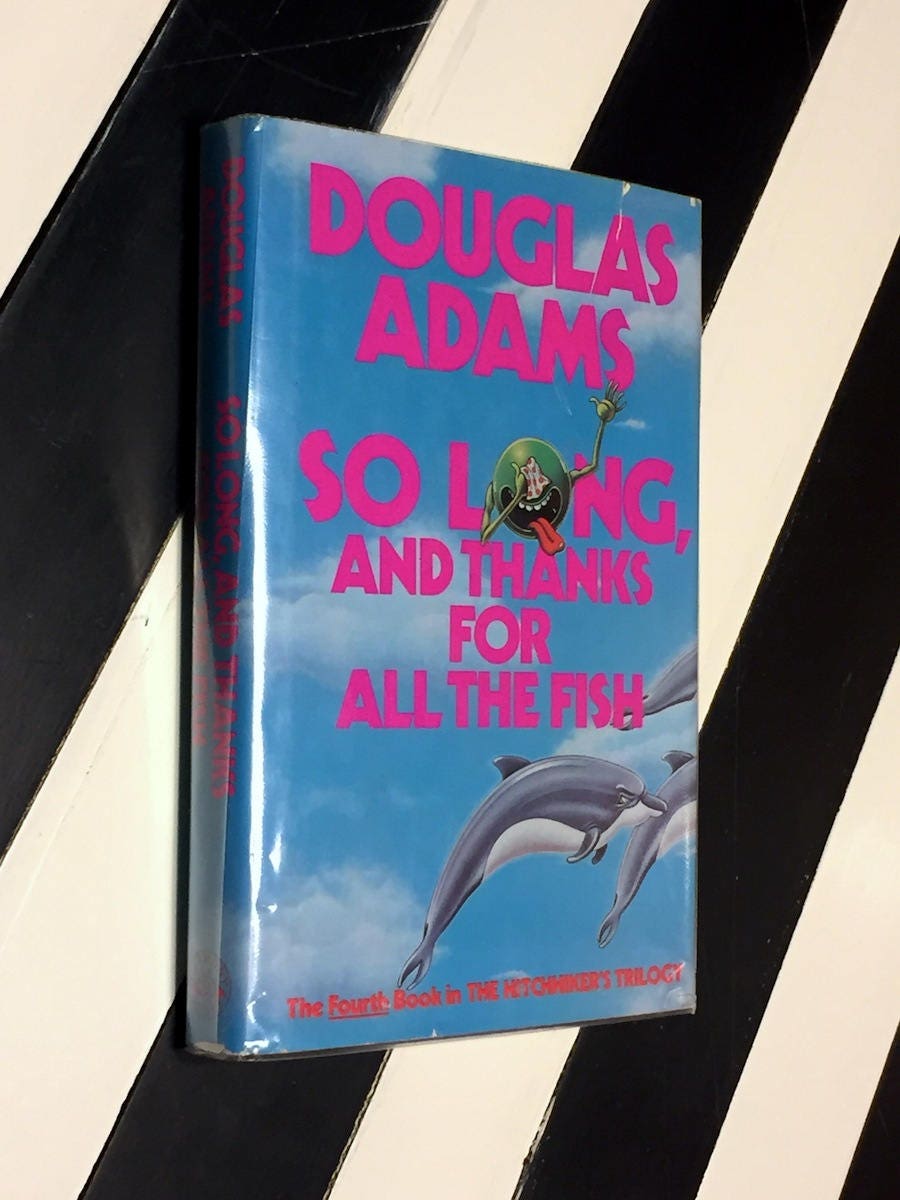 DOUGLAS
ADAMS
SO LONG,
AND THANKS
FOR
ALL THE FISH
The Fourth Book in THE HITCHHIKER'S TRILOGY
DOUGLAS
SO LONG, AND THANKS